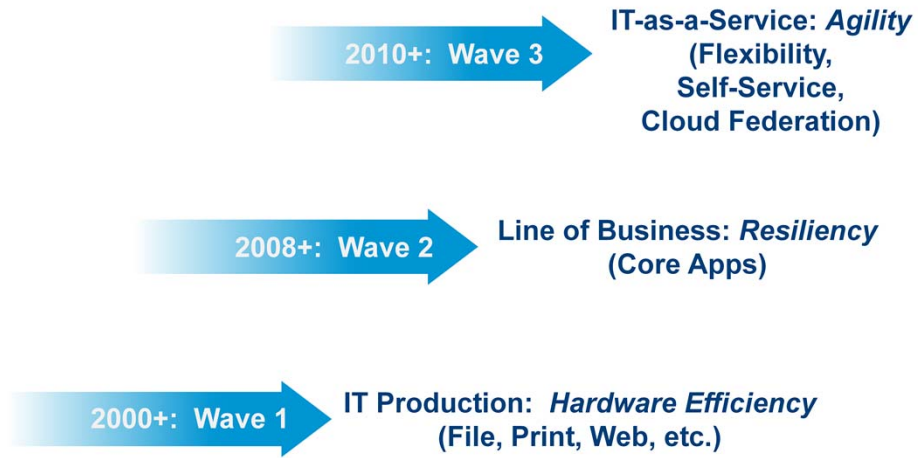 2010+: Wave 3
IT-as-a-Service: Agility
(Flexibility,
Self-Service,
Cloud Federation)
2008+: Wave 2
Line of Business: Resiliency
(Core Apps)
2000+: Wave 1
IT Production: Hardware Efficiency
(File, Print, Web, etc.)